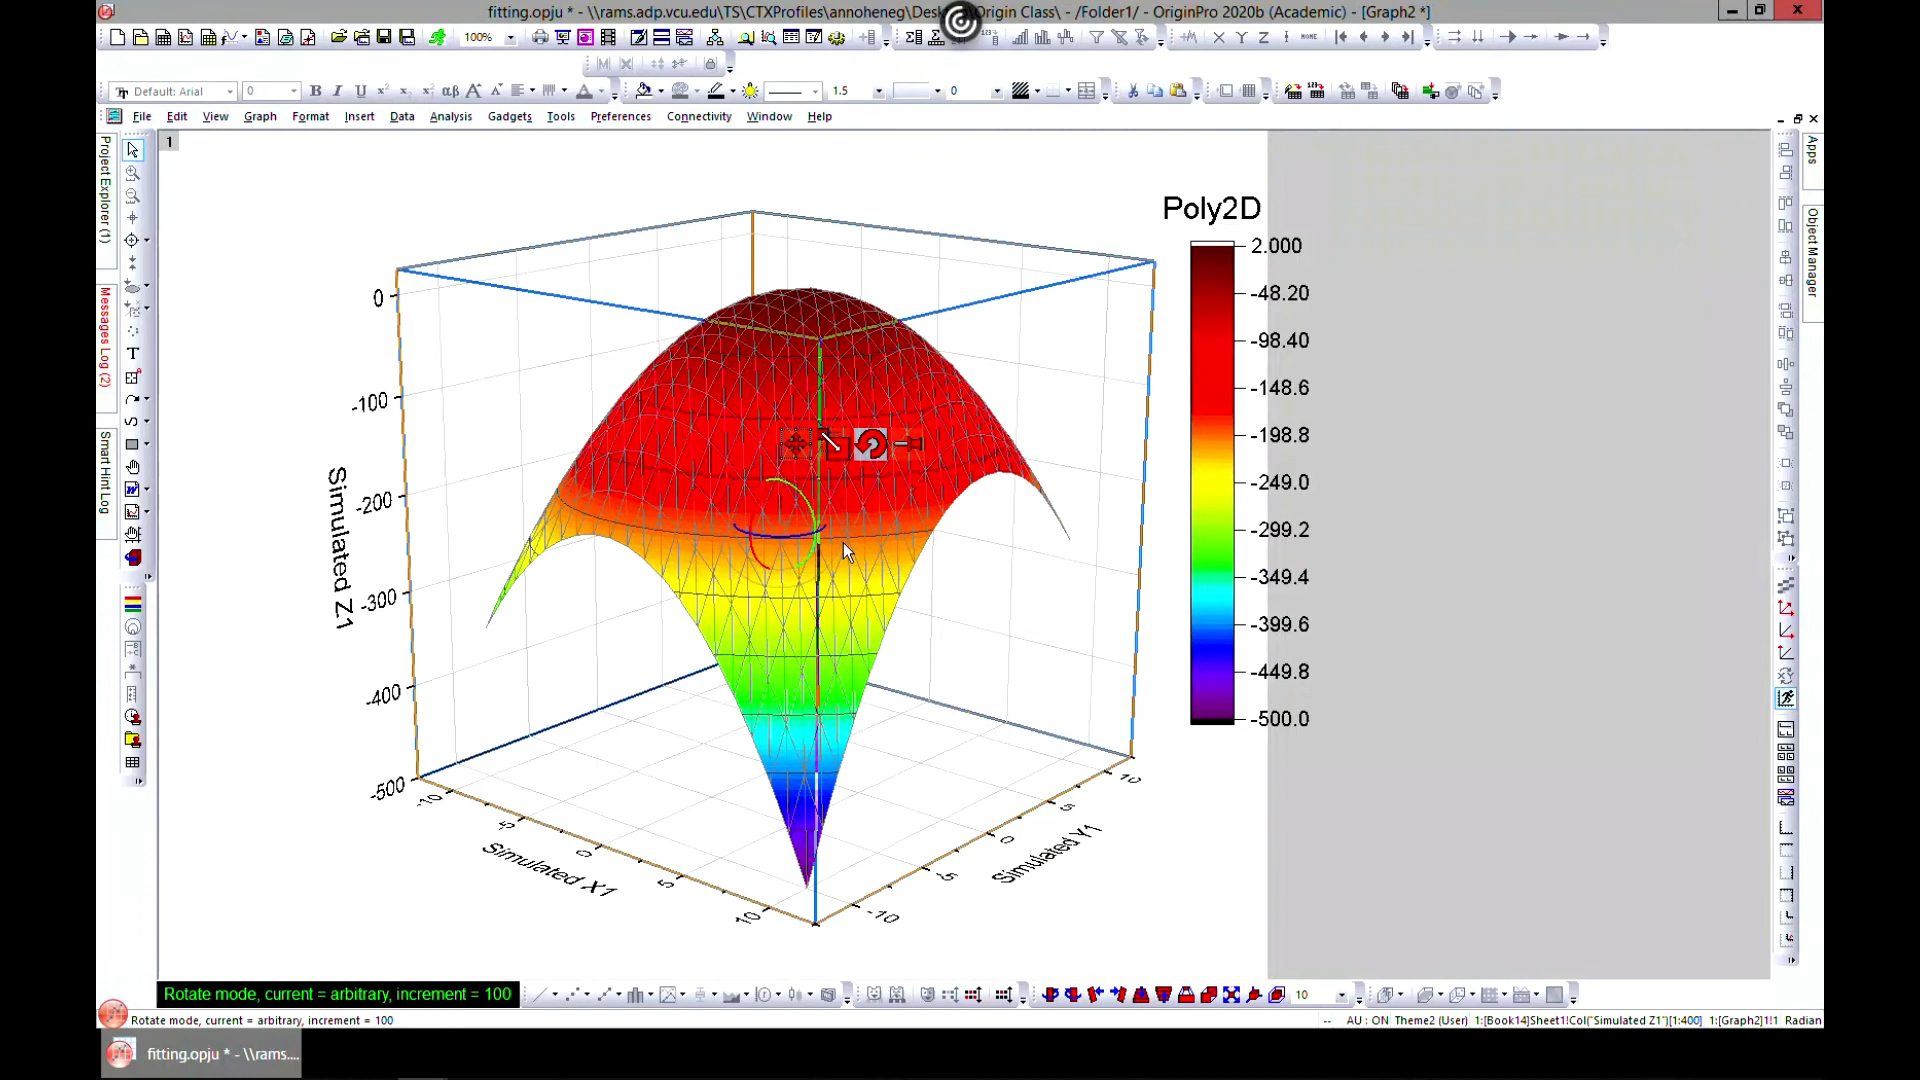 fitting.opju * - \\rams.adp.vcu.edu\TS\CTXProfiles\annoheneg\Desk Origin Class\ - /Folder1/ - OriginPro 2020b (Academic) - [Graph2 *]
100%
Default: Arial 0 B I U αβ A A A 1.5 0
File Edit View Graph Format Insert Data Analysis Gadgets Tools Preferences Connectivity Window Help
1
Project Explorer (1)
Messages Log (2)
Smart Hint Log
Apps
Object Manager
Poly2D
2.000
-48.20
-98.40
-148.6
-198.8
-249.0
-299.2
-349.4
-399.6
-449.8
-500.0
Simulated Z1
0
-100
-200
-300
-400
-500
-10
-5
0
5
10
Simulated X1
-10
-5
0
5
10
Simulated Y1
Rotate mode, current = arbitrary, increment = 100
10
Rotate mode, current = arbitrary, increment = 100
-- AU : ON Theme2 (User) 1:[Book14]Sheet1!Col("Simulated Z1")[1:400] 1:[Graph2]1!1 Radian
fitting.opju * - \\rams....